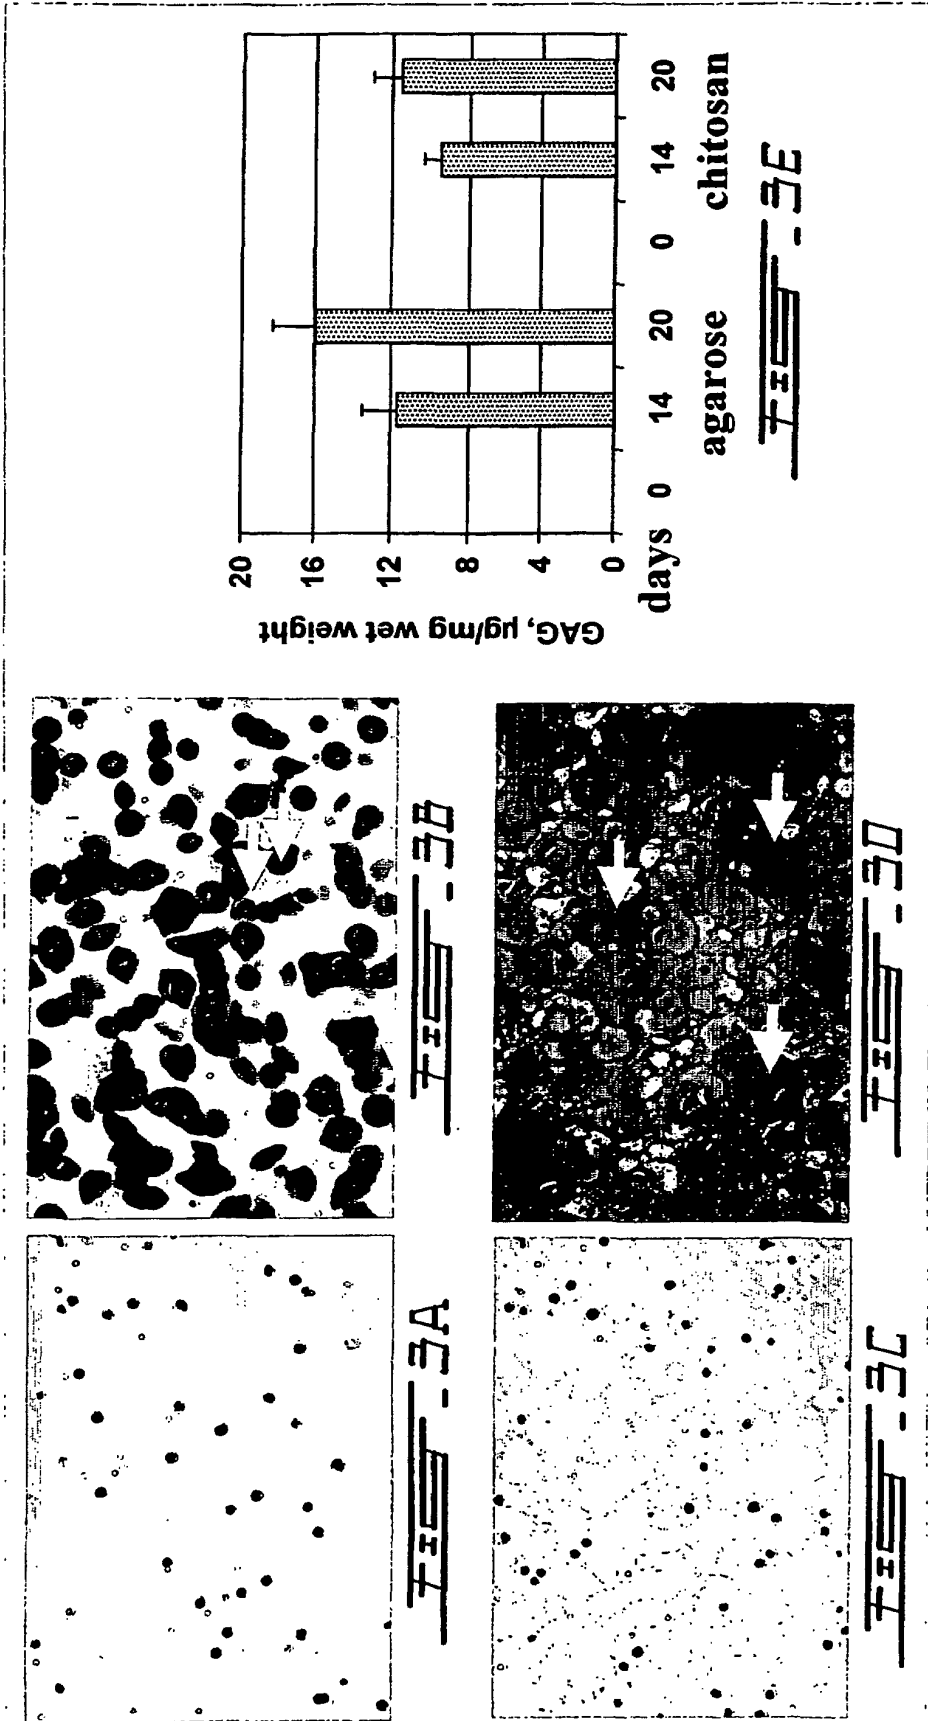 FIG-3A
FIG-3B
FIG-3C
FIG-3D
GAG, µg/mg wet weight
20
16
12
8
4
0
days 0 14 20 0 14 20
agarose chitosan
FIG-3E